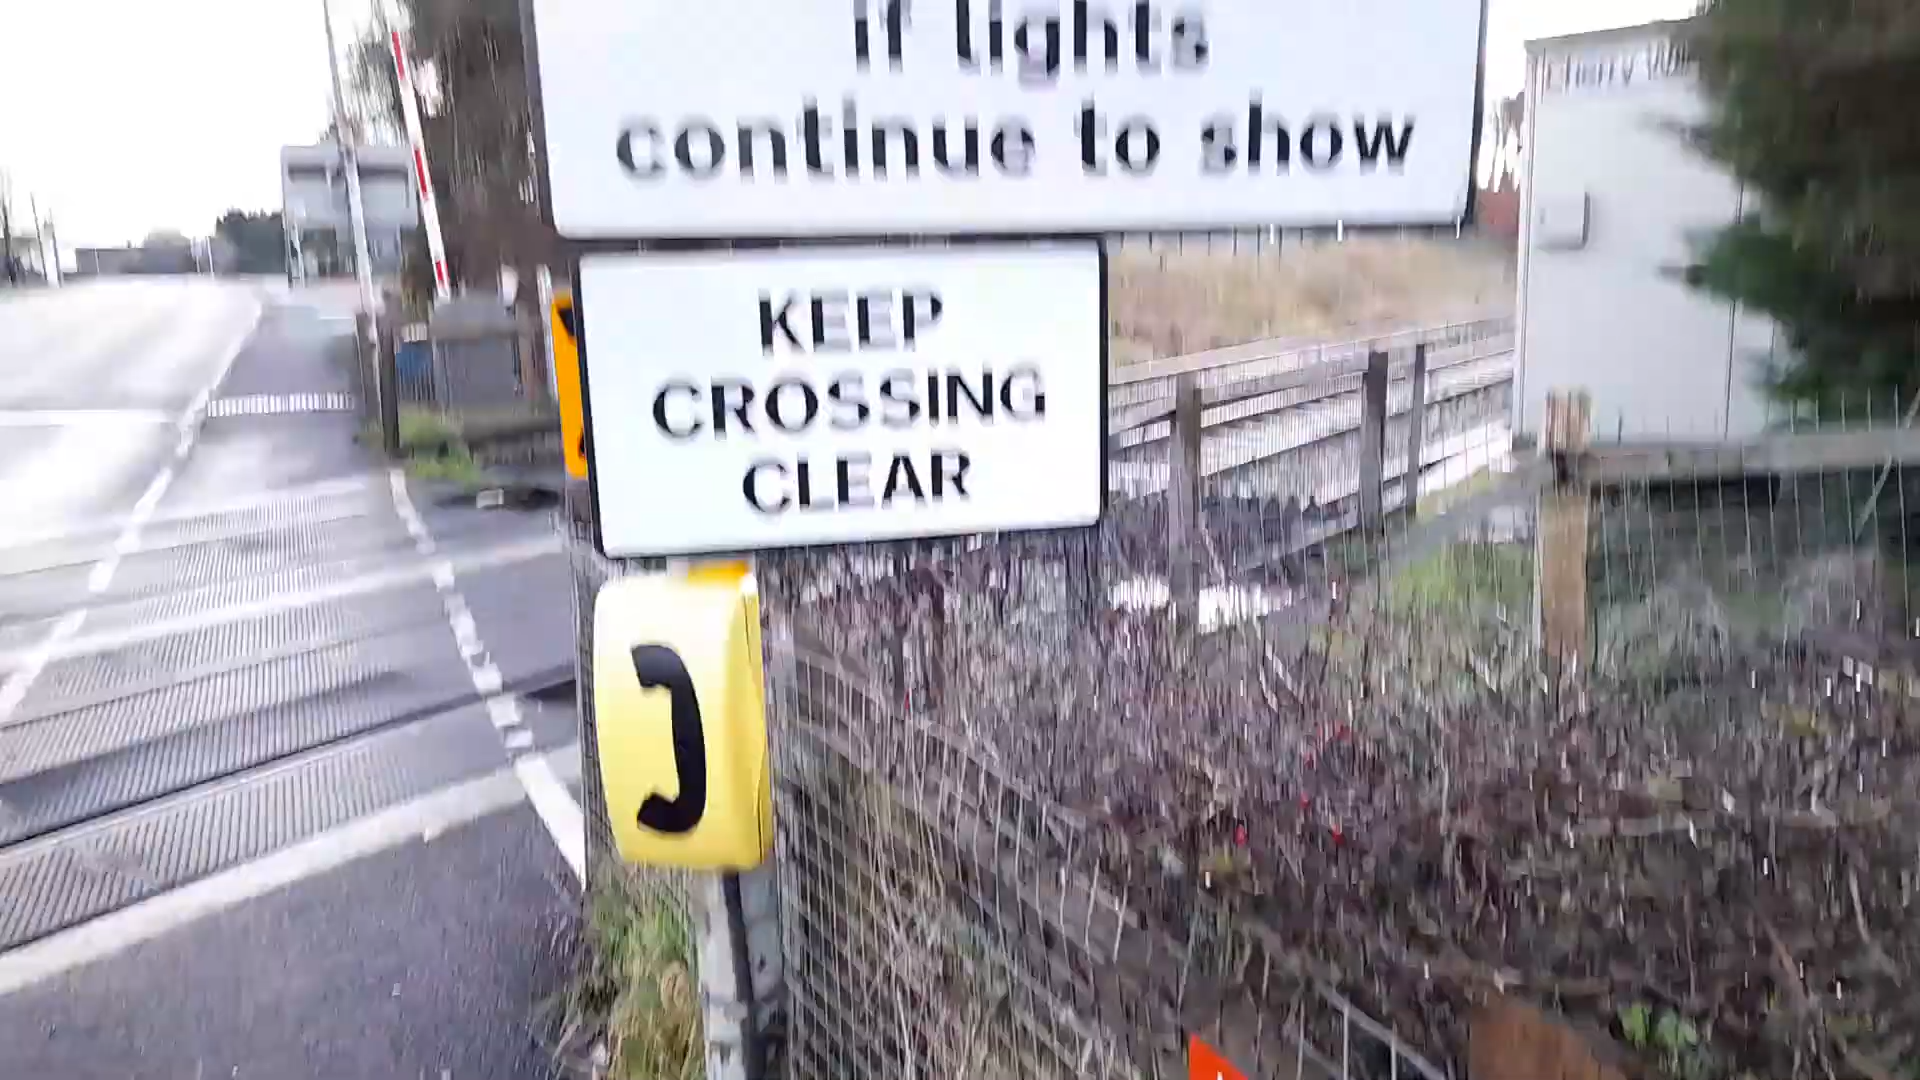 if lights
continue to show
KEEP
CROSSING
CLEAR